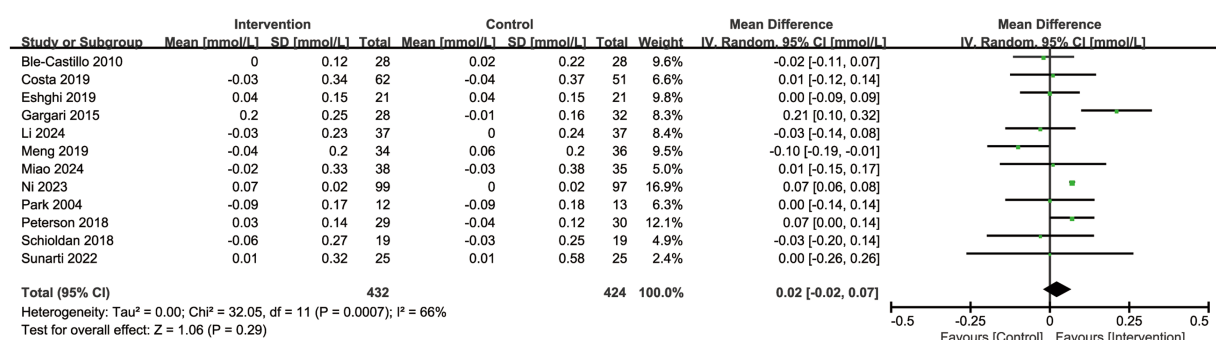 Intervention Control Mean Difference Mean Difference
Study or Subgroup Mean [mmol/L] SD [mmol/L] Total Mean [mmol/L] SD [mmol/L] Total Weight IV. Random. 95% CI [mmol/L] IV. Random. 95% CI [mmol/L]
Ble-Castillo 2010 0 0.12 28 0.02 0.22 28 9.6% -0.02 [-0.11, 0.07]
Costa 2019 -0.03 0.34 62 -0.04 0.37 51 4.9% 0.01 [-0.12, 0.14]
Eshghi 2019 0.04 0.15 21 0.04 0.15 21 9.8% 0.00 [-0.09, 0.09]
Gargari 2015 0.2 0.25 28 -0.01 0.16 32 8.3% 0.21 [0.10, 0.32]
Li 2024 -0.03 0.23 37 0 0.24 37 8.4% -0.03 [-0.14, 0.08]
Meng 2019 -0.04 0.2 34 0.06 0.2 36 9.5% -0.10 [-0.19, -0.01]
Miao 2024 -0.02 0.33 38 -0.03 0.38 35 5.0% 0.01 [-0.15, 0.17]
Ni 2023 0.07 0.02 99 0 0.02 97 16.9% 0.07 [0.06, 0.08]
Park 2004 -0.09 0.17 12 -0.09 0.18 13 6.3% 0.00 [-0.14, 0.14]
Peterson 2018 0.03 0.14 29 -0.04 0.12 30 12.1% 0.07 [0.00, 0.14]
Schioldan 2018 -0.06 0.27 19 -0.03 0.25 19 4.9% -0.03 [-0.20, 0.14]
Sunarti 2022 0.01 0.32 25 0.01 0.58 25 2.4% 0.00 [-0.26, 0.26]
Total (95% CI) 432 424 100.0% 0.02 [-0.02, 0.07]
Heterogeneity: Tau² = 0.00; Chi² = 32.05, df = 11 (P = 0.0007); I² = 66%
Test for overall effect: Z = 1.06 (P = 0.29)
-0.5 -0.25 0 0.25 0.5
Favours [Control] Favours [Intervention]